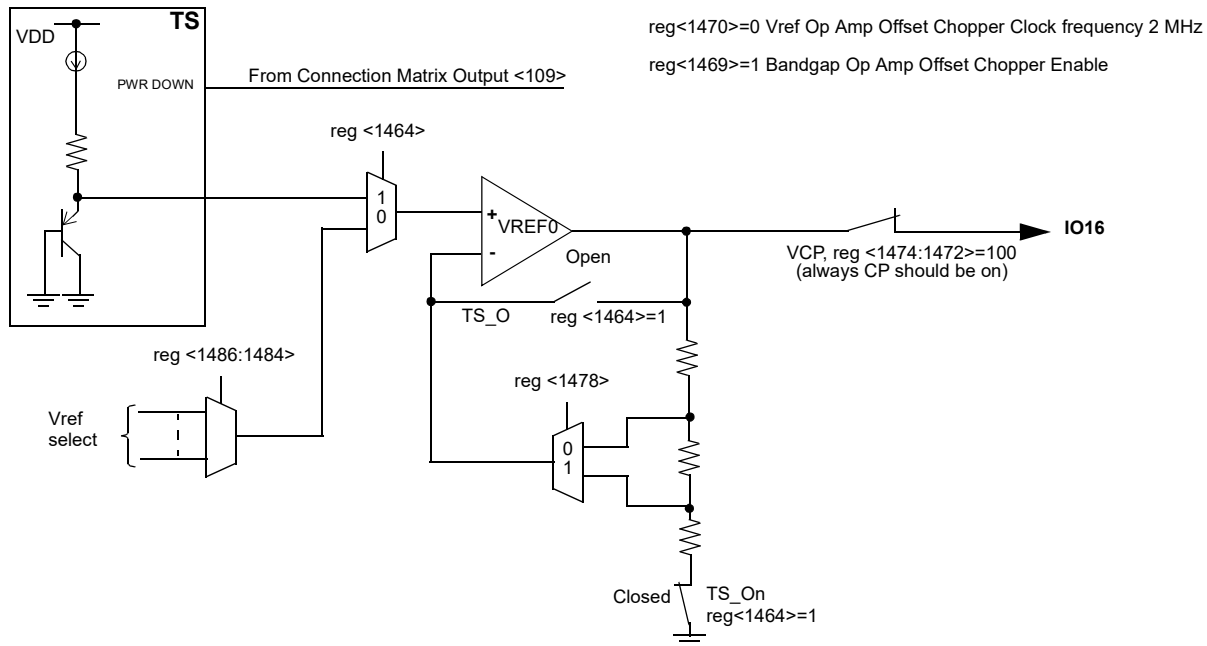 TS
VDD
PWR DOWN
From Connection Matrix Output <109>
reg<1470>=0 Vref Op Amp Offset Chopper Clock frequency 2 MHz
reg<1469>=1 Bandgap Op Amp Offset Chopper Enable
reg <1464>
1
0
+
VREF0
-
Open
IO16
VCP, reg <1474:1472>=100
(always CP should be on)
TS_O
reg <1464>=1
reg <1486:1484>
Vref
select
reg <1478>
0
1
Closed
TS_On
reg<1464>=1